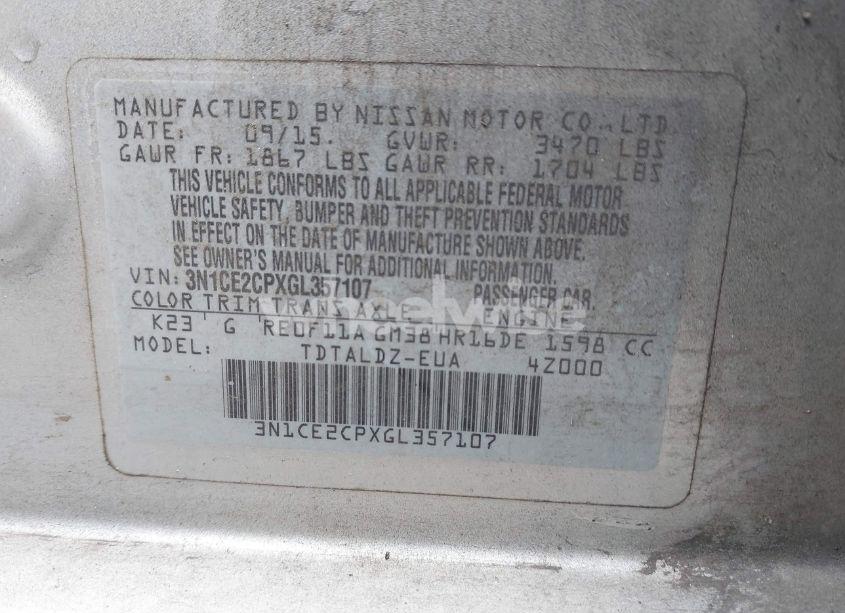 MANUFACTURED BY NISSAN MOTOR CO.,LTD
DATE: 09/15. GVWR: 3470 LBS
GAWR FR: 1867 LBS GAWR RR: 1704 LBS
THIS VEHICLE CONFORMS TO ALL APPLICABLE FEDERAL MOTOR
VEHICLE SAFETY, BUMPER AND THEFT PREVENTION STANDARDS
IN EFFECT ON THE DATE OF MANUFACTURE SHOWN ABOVE.
SEE OWNER'S MANUAL FOR ADDITIONAL INFORMATION.
VIN: 3N1CE2CPXGL357107 PASSENGER CAR.
COLOR TRIM TRANS AXLE ENGINE
K23 G RE0F11A GM38 HR16DE 1598 CC
MODEL: TDTALDZ-EUA 4Z000
3N1CE2CPXGL357107